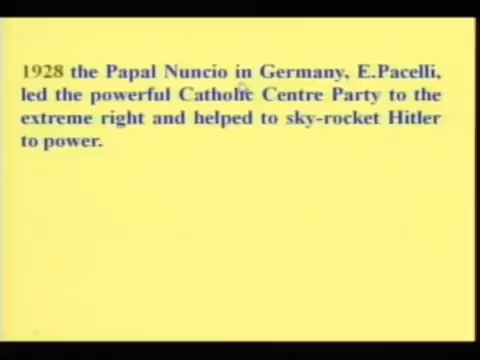 1928 the Papal Nuncio in Germany, E.Pacelli,
led the powerful Catholic Centre Party to the
extreme right and helped to sky-rocket Hitler
to power.